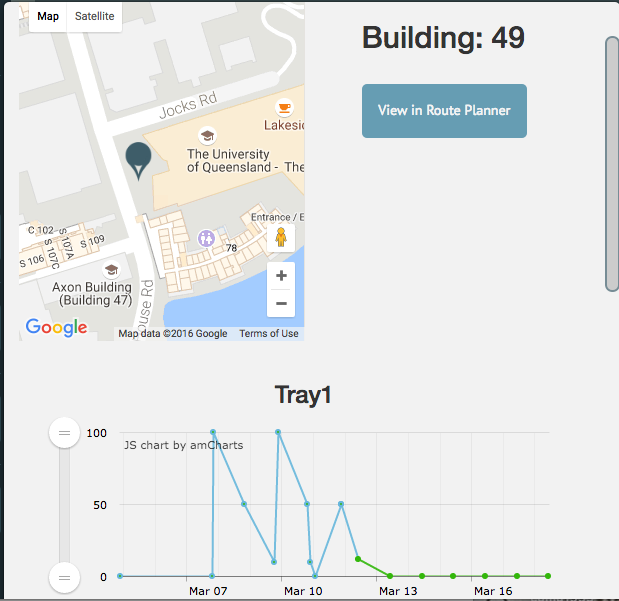 Map Satellite
Building: 49
View in Route Planner
Jocks Rd
The University
of Queensland - The
Entrance / E
C 102
S 107A
S 109
S 107C
S 106
78
Axon Building
(Building 47)
ouse Rd
Google
Map data ©2016 Google Terms of Use
Tray1
100
JS chart by amCharts
50
0
Mar 07 Mar 10 Mar 13 Mar 16